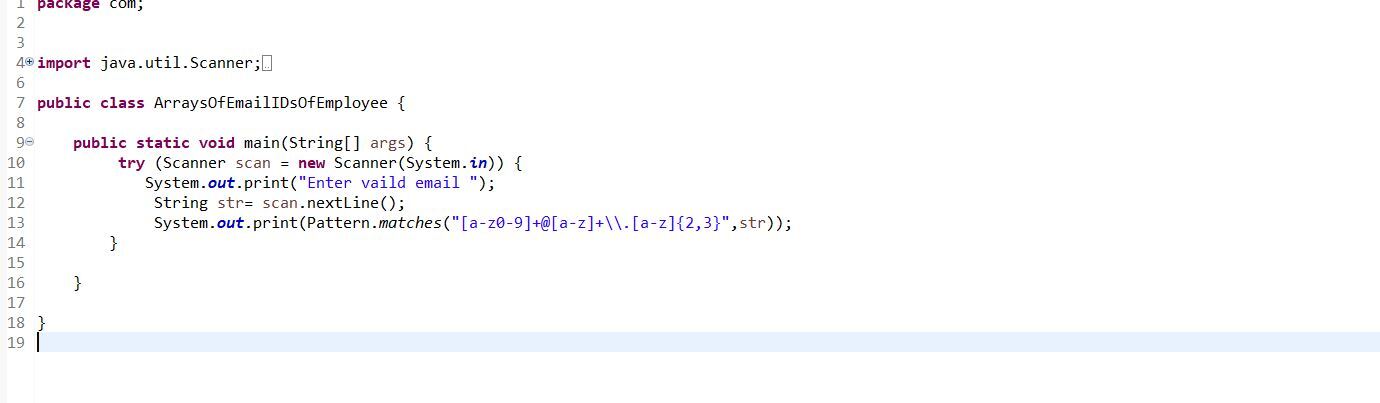 1 package com;
2
3
4 import java.util.Scanner;
6
7 public class ArraysOfEmailIDsOfEmployee {
8
9 public static void main(String[] args) {
10 try (Scanner scan = new Scanner(System.in)) {
11 System.out.print("Enter vaild email ");
12 String str= scan.nextLine();
13 System.out.print(Pattern.matches("[a-z0-9]+@[a-z]+\\.[a-z]{2,3}",str));
14 }
15
16 }
17
18 }
19